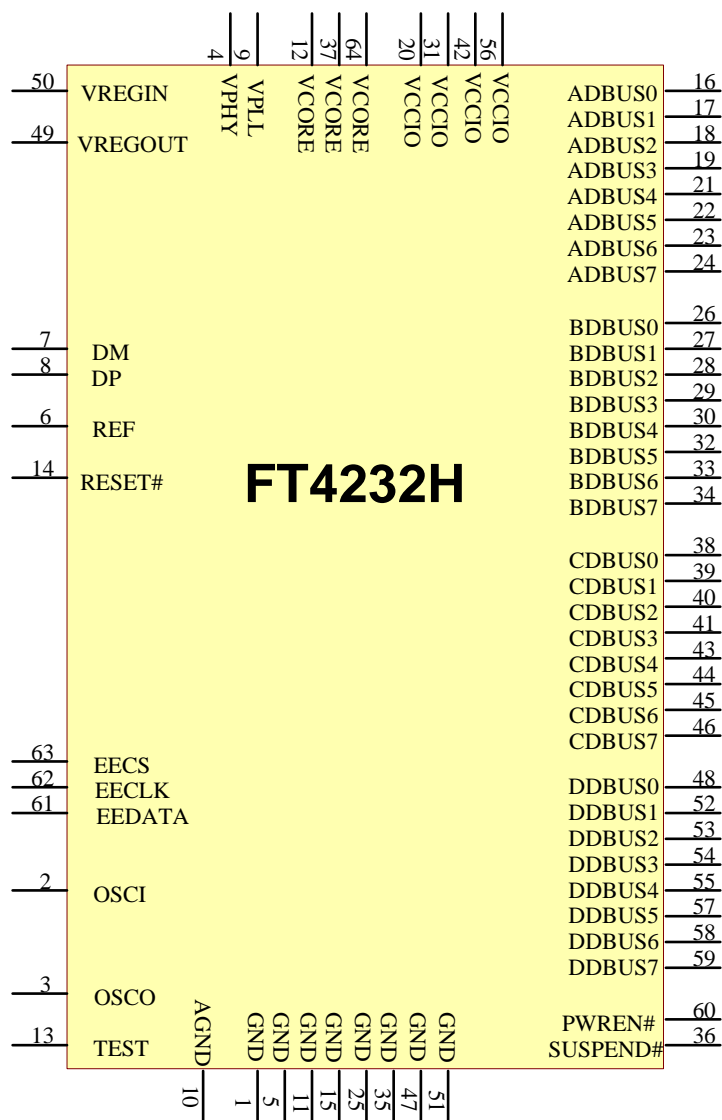 4 9 12 37 64 20 31 42 56
VPHY VPLL VCORE VCORE VCORE VCCIO VCCIO VCCIO VCCIO
50 VREGIN ADBUS0 16
ADBUS1 17
49 VREGOUT ADBUS2 18
ADBUS3 19
ADBUS4 21
ADBUS5 22
ADBUS6 23
ADBUS7 24
BDBUS0 26
7 DM BDBUS1 27
8 DP BDBUS2 28
BDBUS3 29
6 REF BDBUS4 30
BDBUS5 32
14 RESET# BDBUS6 33
FT4232H
BDBUS7 34
CDBUS0 38
CDBUS1 39
CDBUS2 40
CDBUS3 41
CDBUS4 43
CDBUS5 44
CDBUS6 45
CDBUS7 46
63 EECS
62 EECLK DDBUS0 48
61 EEDATA DDBUS1 52
DDBUS2 53
DDBUS3 54
2 OSCI DDBUS4 55
DDBUS5 57
DDBUS6 58
DDBUS7 59
3 OSCO
PWREN# 60
13 TEST SUSPEND# 36
AGND GND GND GND GND GND GND GND GND
10 1 5 11 15 25 35 47 51